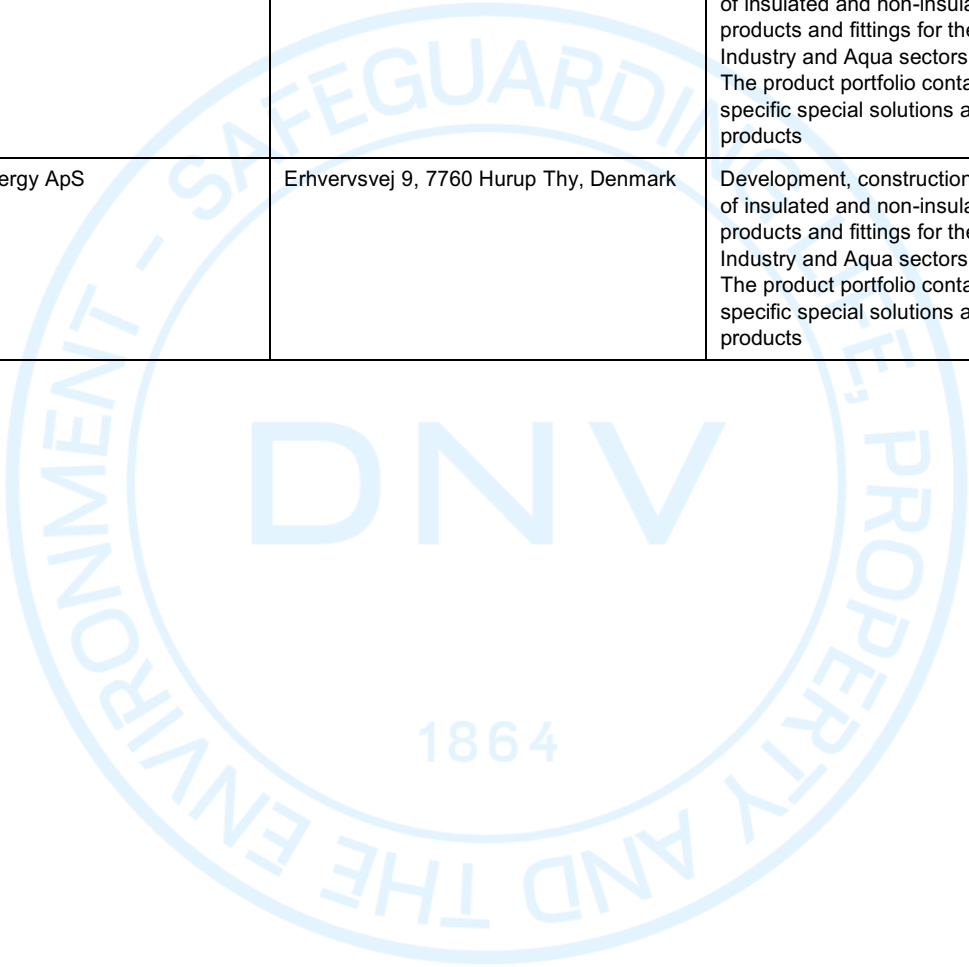 of insulated and non-insula
products and fittings for the
Industry and Aqua sectors
The product portfolio conta
specific special solutions a
products
ergy ApS
Erhvervsvej 9, 7760 Hurup Thy, Denmark
Development, construction
of insulated and non-insula
products and fittings for the
Industry and Aqua sectors
The product portfolio conta
specific special solutions a
products
SAFEGUARDING LIFE, PROPERTY AND THE ENVIRONMENT -
DNV
1864